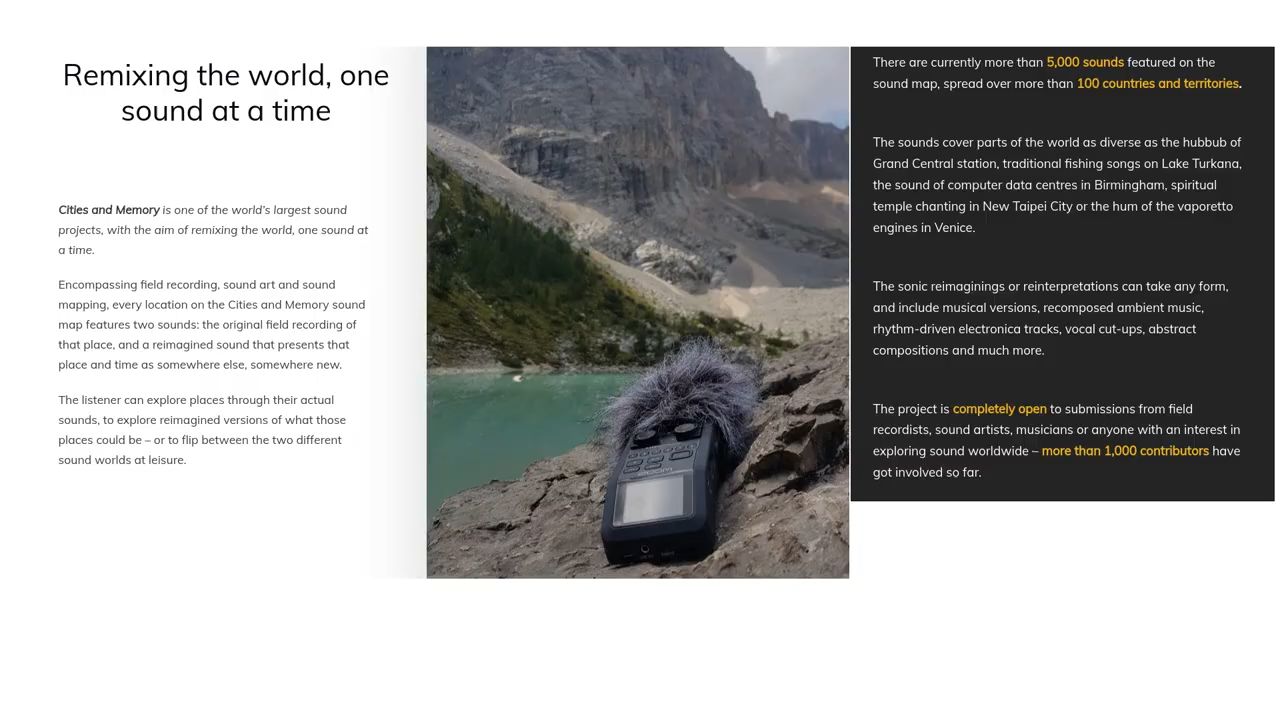 Remixing the world, one
sound at a time
Cities and Memory is one of the world's largest sound
projects, with the aim of remixing the world, one sound at
a time.
Encompassing field recording, sound art and sound
mapping, every location on the Cities and Memory sound
map features two sounds: the original field recording of
that place, and a reimagined sound that presents that
place and time as somewhere else, somewhere new.
The listener can explore places through their actual
sounds, to explore reimagined versions of what those
places could be – or to flip between the two different
sound worlds at leisure.
There are currently more than 5,000 sounds featured on the
sound map, spread over more than 100 countries and territories.
The sounds cover parts of the world as diverse as the hubbub of
Grand Central station, traditional fishing songs on Lake Turkana,
the sound of computer data centres in Birmingham, spiritual
temple chanting in New Taipei City or the hum of the vaporetto
engines in Venice.
The sonic reimaginings or reinterpretations can take any form,
and include musical versions, recomposed ambient music,
rhythm-driven electronica tracks, vocal cut-ups, abstract
compositions and much more.
The project is completely open to submissions from field
recordists, sound artists, musicians or anyone with an interest in
exploring sound worldwide – more than 1,000 contributors have
got involved so far.